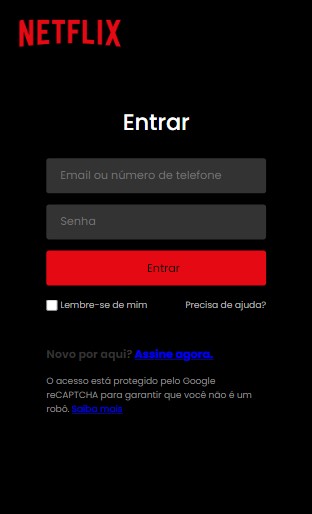 NETFLIX
Entrar
Email ou número de telefone
Senha
Entrar
Lembre-se de mim Precisa de ajuda?
Novo por aqui? Assine agora.
O acesso está protegido pelo Google
reCAPTCHA para garantir que você não é um
robô. Saiba mais